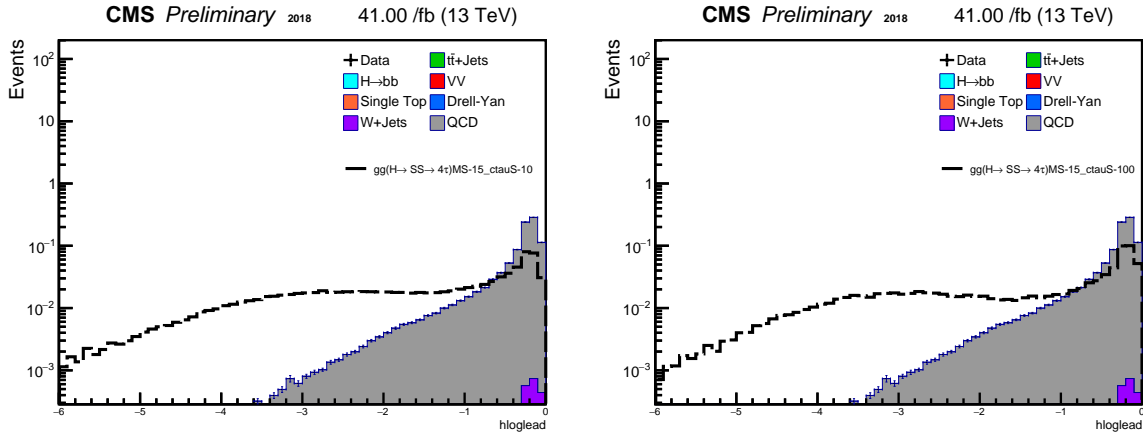 CMS Preliminary 2018 41.00 /fb (13 TeV)
Events
10²
10
1
10⁻¹
10⁻²
10⁻³
Data
tt̄+Jets
H→bb
VV
Single Top
Drell-Yan
W+Jets
QCD
gg(H→ SS→ 4τ)MS-15_ctauS-10
−6 −5 −4 −3 −2 −1 0
hloglead
CMS Preliminary 2018 41.00 /fb (13 TeV)
Events
10²
10
1
10⁻¹
10⁻²
10⁻³
Data
tt̄+Jets
H→bb
VV
Single Top
Drell-Yan
W+Jets
QCD
gg(H→ SS→ 4τ)MS-15_ctauS-100
−6 −5 −4 −3 −2 −1 0
hloglead